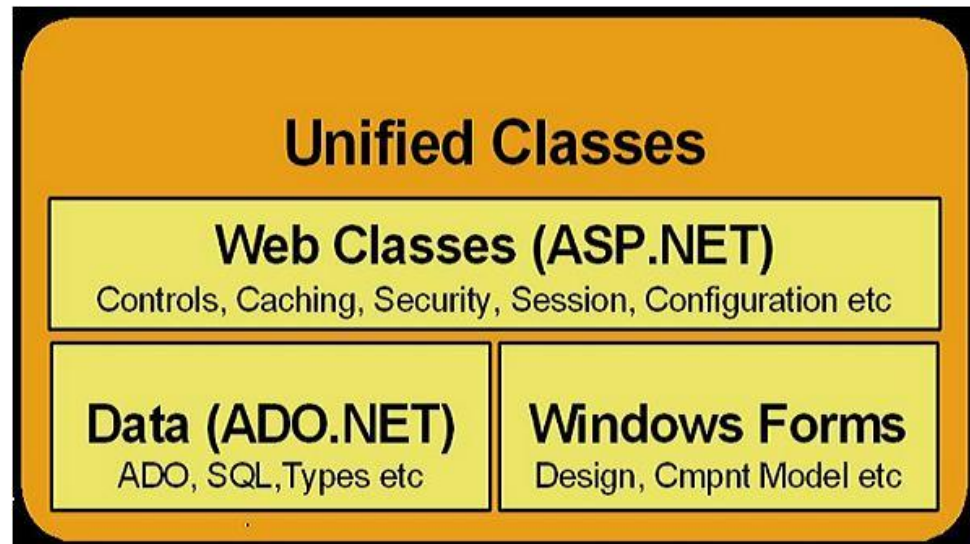 Unified Classes
Web Classes (ASP.NET)
Controls, Caching, Security, Session, Configuration etc
Data (ADO.NET)
ADO, SQL,Types etc
Windows Forms
Design, Cmpnt Model etc